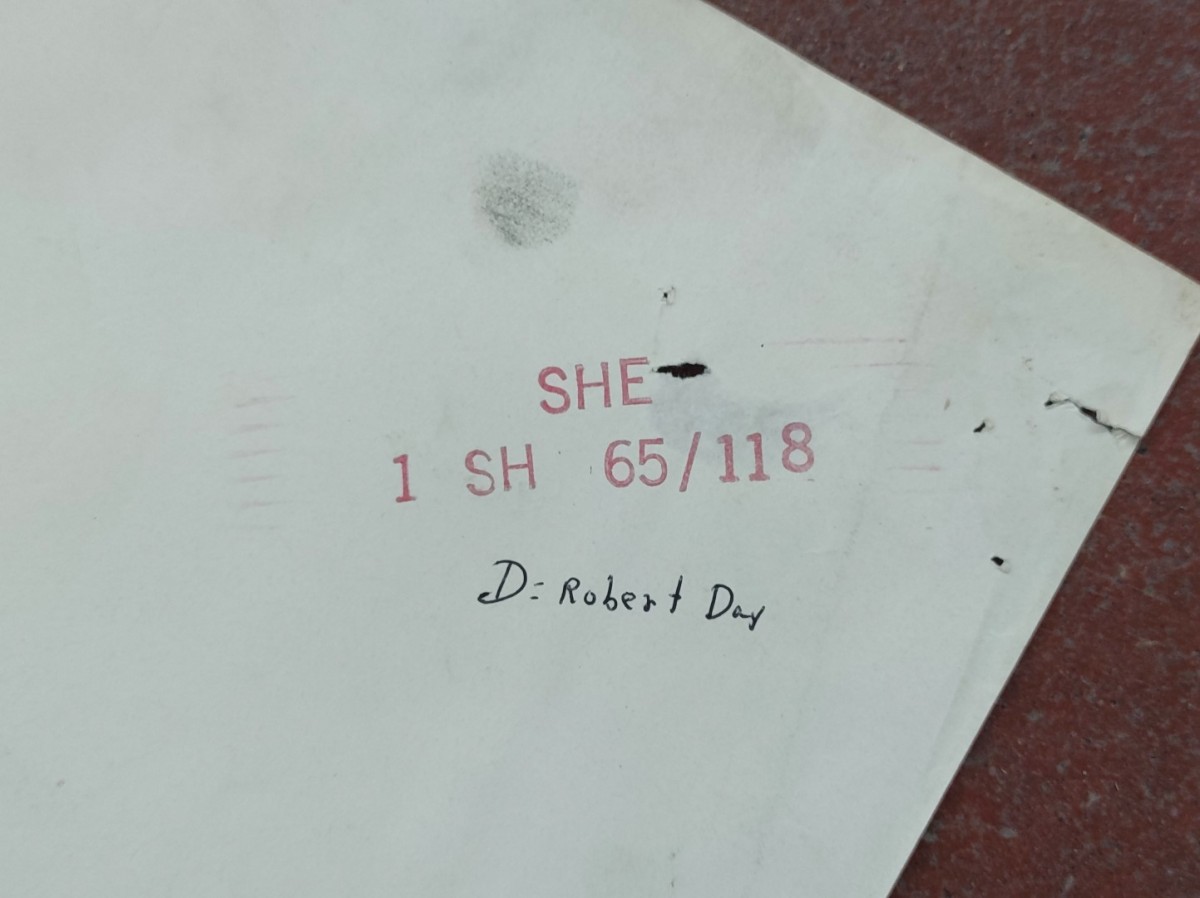 SHE
1 SH 65/118
D: Robert Day